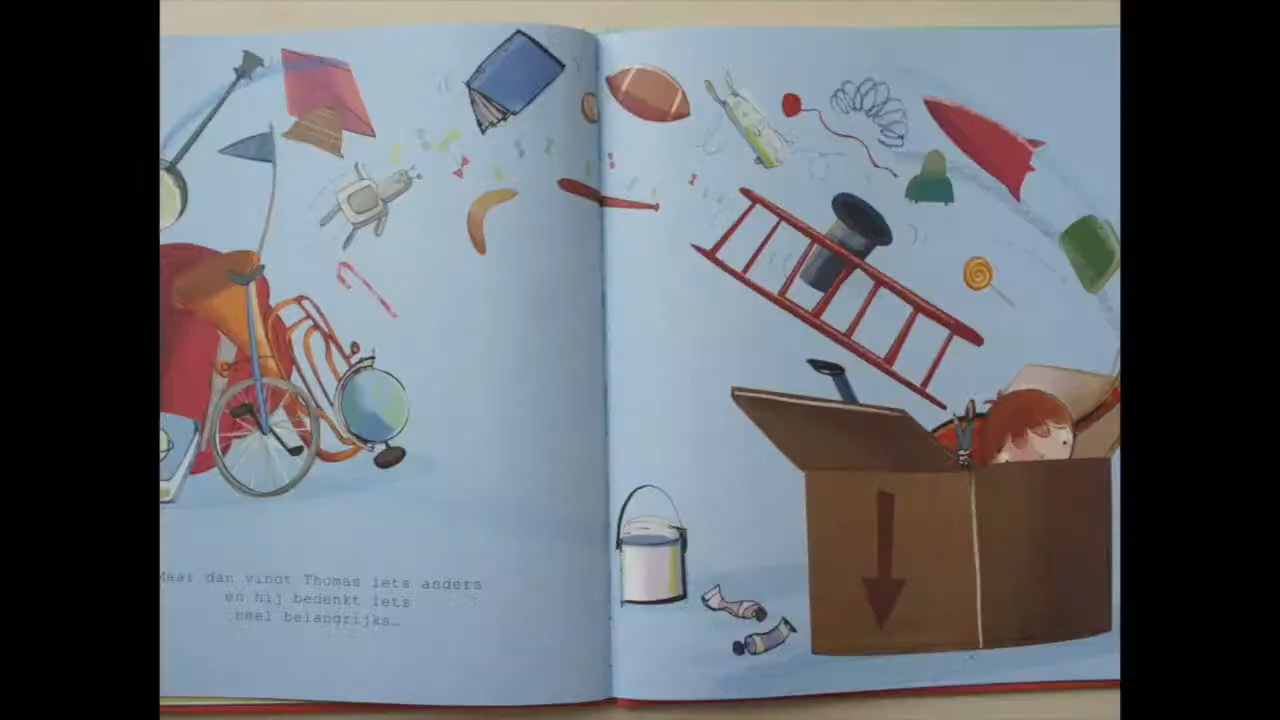 Maar dan vindt Thomas iets anders
en hij bedenkt iets
heel belangrijks…